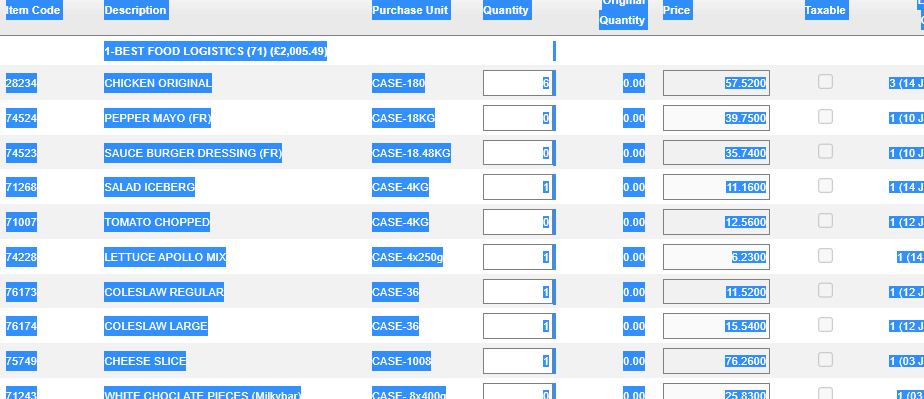 Item Code Description Purchase Unit Quantity Original Quantity Price Taxable
1-BEST FOOD LOGISTICS (71) (£2,005.49)
28234 CHICKEN ORIGINAL CASE-180 6 0.00 57.5200 3 (14 J
74524 PEPPER MAYO (FR) CASE-18KG 0 0.00 39.7500 1 (10 J
74523 SAUCE BURGER DRESSING (FR) CASE-18.48KG 0 0.00 35.7400 1 (10 J
71268 SALAD ICEBERG CASE-4KG 1 0.00 11.1600 1 (14 J
71007 TOMATO CHOPPED CASE-4KG 0 0.00 12.5600 1 (12 J
74228 LETTUCE APOLLO MIX CASE-4x250g 1 0.00 6.2300 1 (14
76173 COLESLAW REGULAR CASE-36 1 0.00 11.5200 1 (12 J
76174 COLESLAW LARGE CASE-36 1 0.00 15.5400 1 (12 J
75749 CHEESE SLICE CASE-1008 1 0.00 76.2600 1 (03 J
71243 WHITE CHOCLATE PIECES (Milkybar) CASE- 8x400g 0 0.00 25.8300